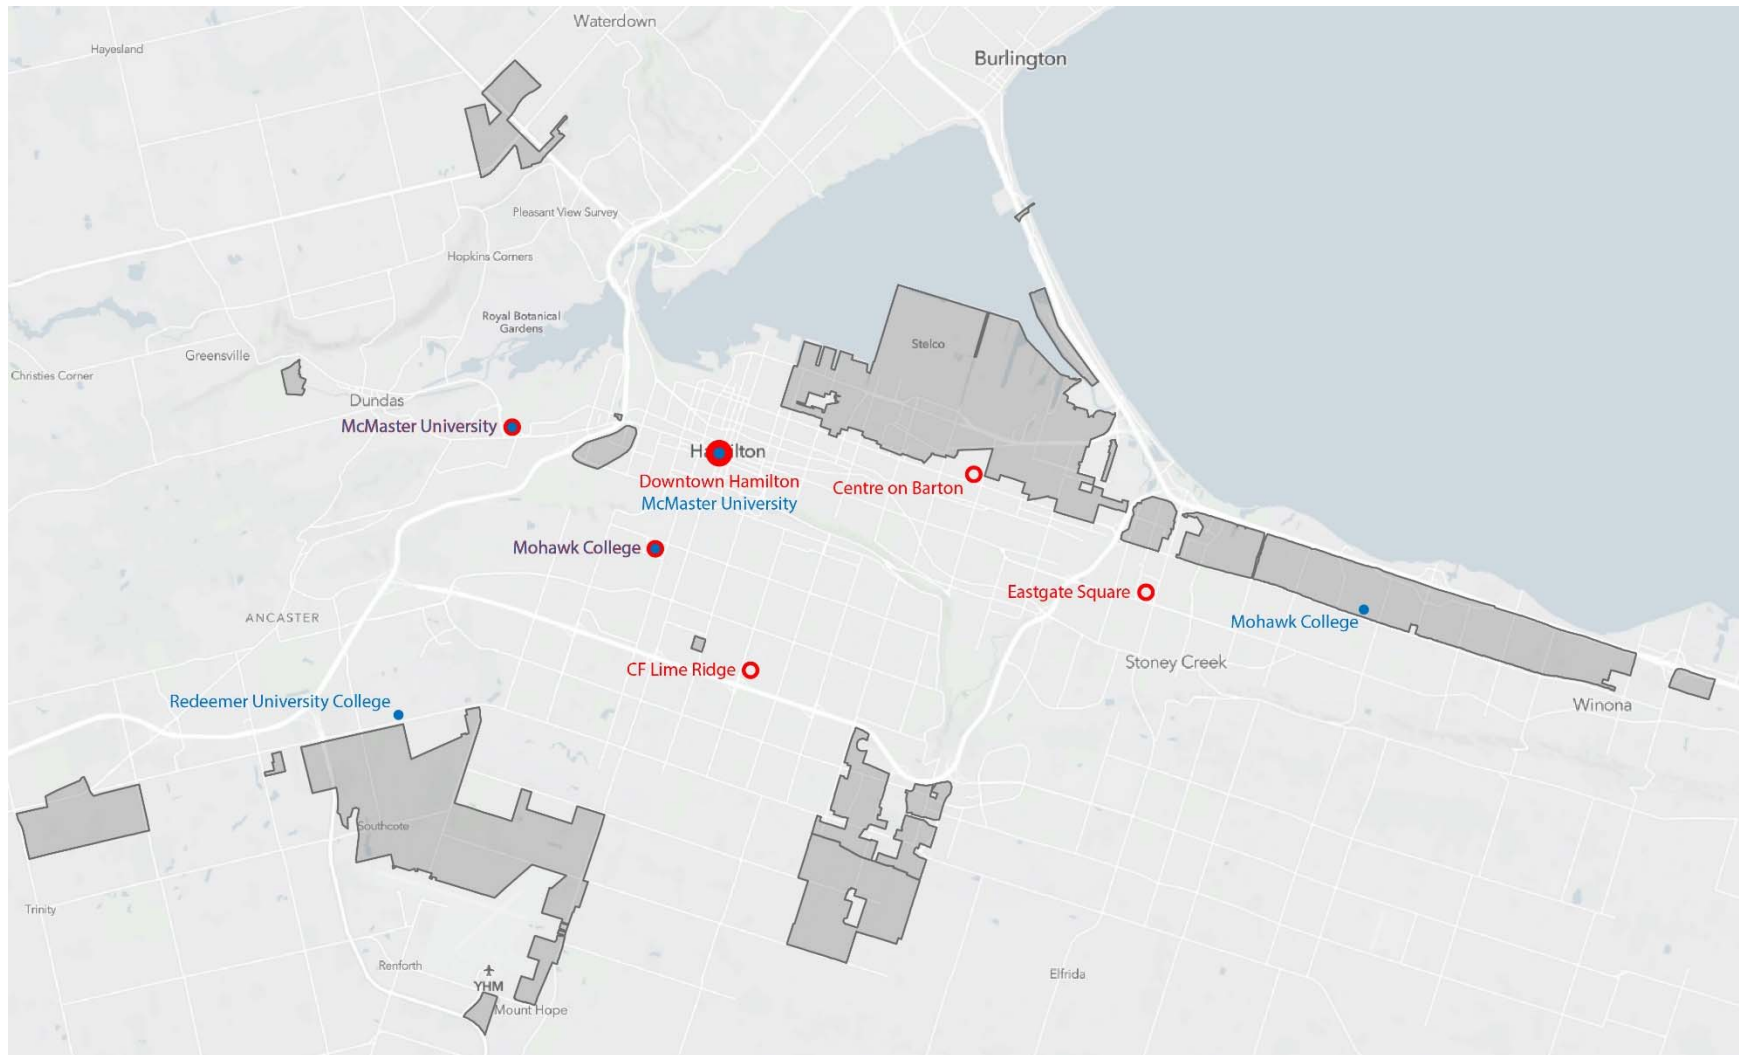 Waterdown
Hayesland
Burlington
Pleasant View Survey
Hopkins Corners
Royal Botanical
Gardens
Stelco
Greensville
Christies Corner
Dundas
McMaster University
Hamilton
Downtown Hamilton
McMaster University
Centre on Barton
Mohawk College
Eastgate Square
ANCASTER
Mohawk College
CF Lime Ridge
Stoney Creek
Redeemer University College
Winona
Southcote
Trinity
Renforth
Elfrida
YHM
Mount Hope